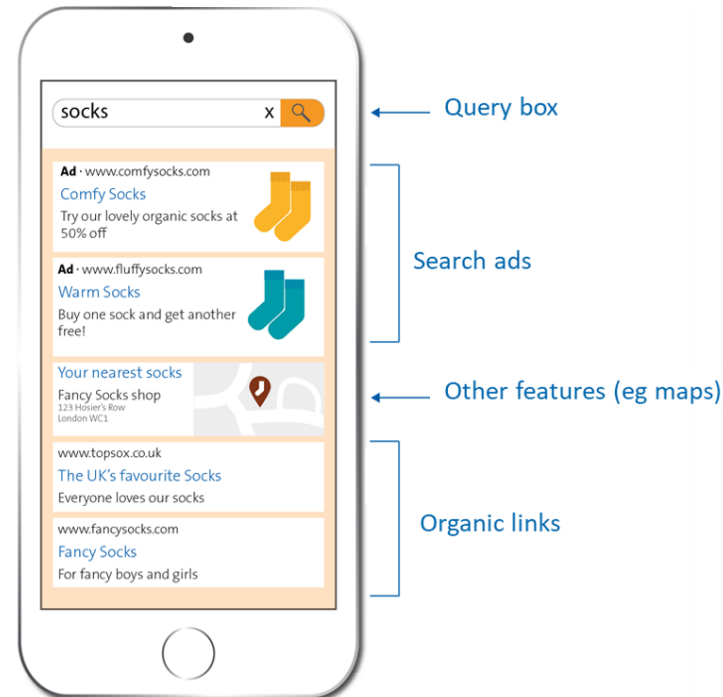 socks x
Query box
Ad · www.comfysocks.com
Comfy Socks
Try our lovely organic socks at
50% off
Search ads
Ad · www.fluffysocks.com
Warm Socks
Buy one sock and get another
free!
Your nearest socks
Fancy Socks shop
123 Hosier's Row
London WC1
Other features (eg maps)
www.topsox.co.uk
The UK's favourite Socks
Everyone loves our socks
Organic links
www.fancysocks.com
Fancy Socks
For fancy boys and girls